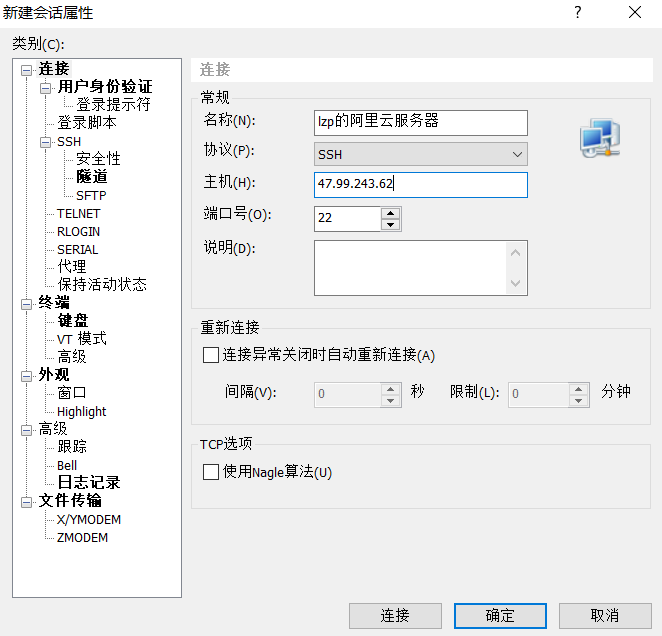 新建会话属性
?
类别(C):
连接
用户身份验证
登录提示符
登录脚本
SSH
安全性
隧道
SFTP
TELNET
RLOGIN
SERIAL
代理
保持活动状态
终端
键盘
VT 模式
高级
外观
窗口
Highlight
高级
跟踪
Bell
日志记录
文件传输
X/YMODEM
ZMODEM
连接
常规
名称(N): lzp的阿里云服务器
协议(P): SSH
主机(H): 47.99.243.62
端口号(O): 22
说明(D):
重新连接
连接异常关闭时自动重新连接(A)
间隔(V): 0 秒 限制(L): 0 分钟
TCP选项
使用Nagle算法(U)
连接 确定 取消